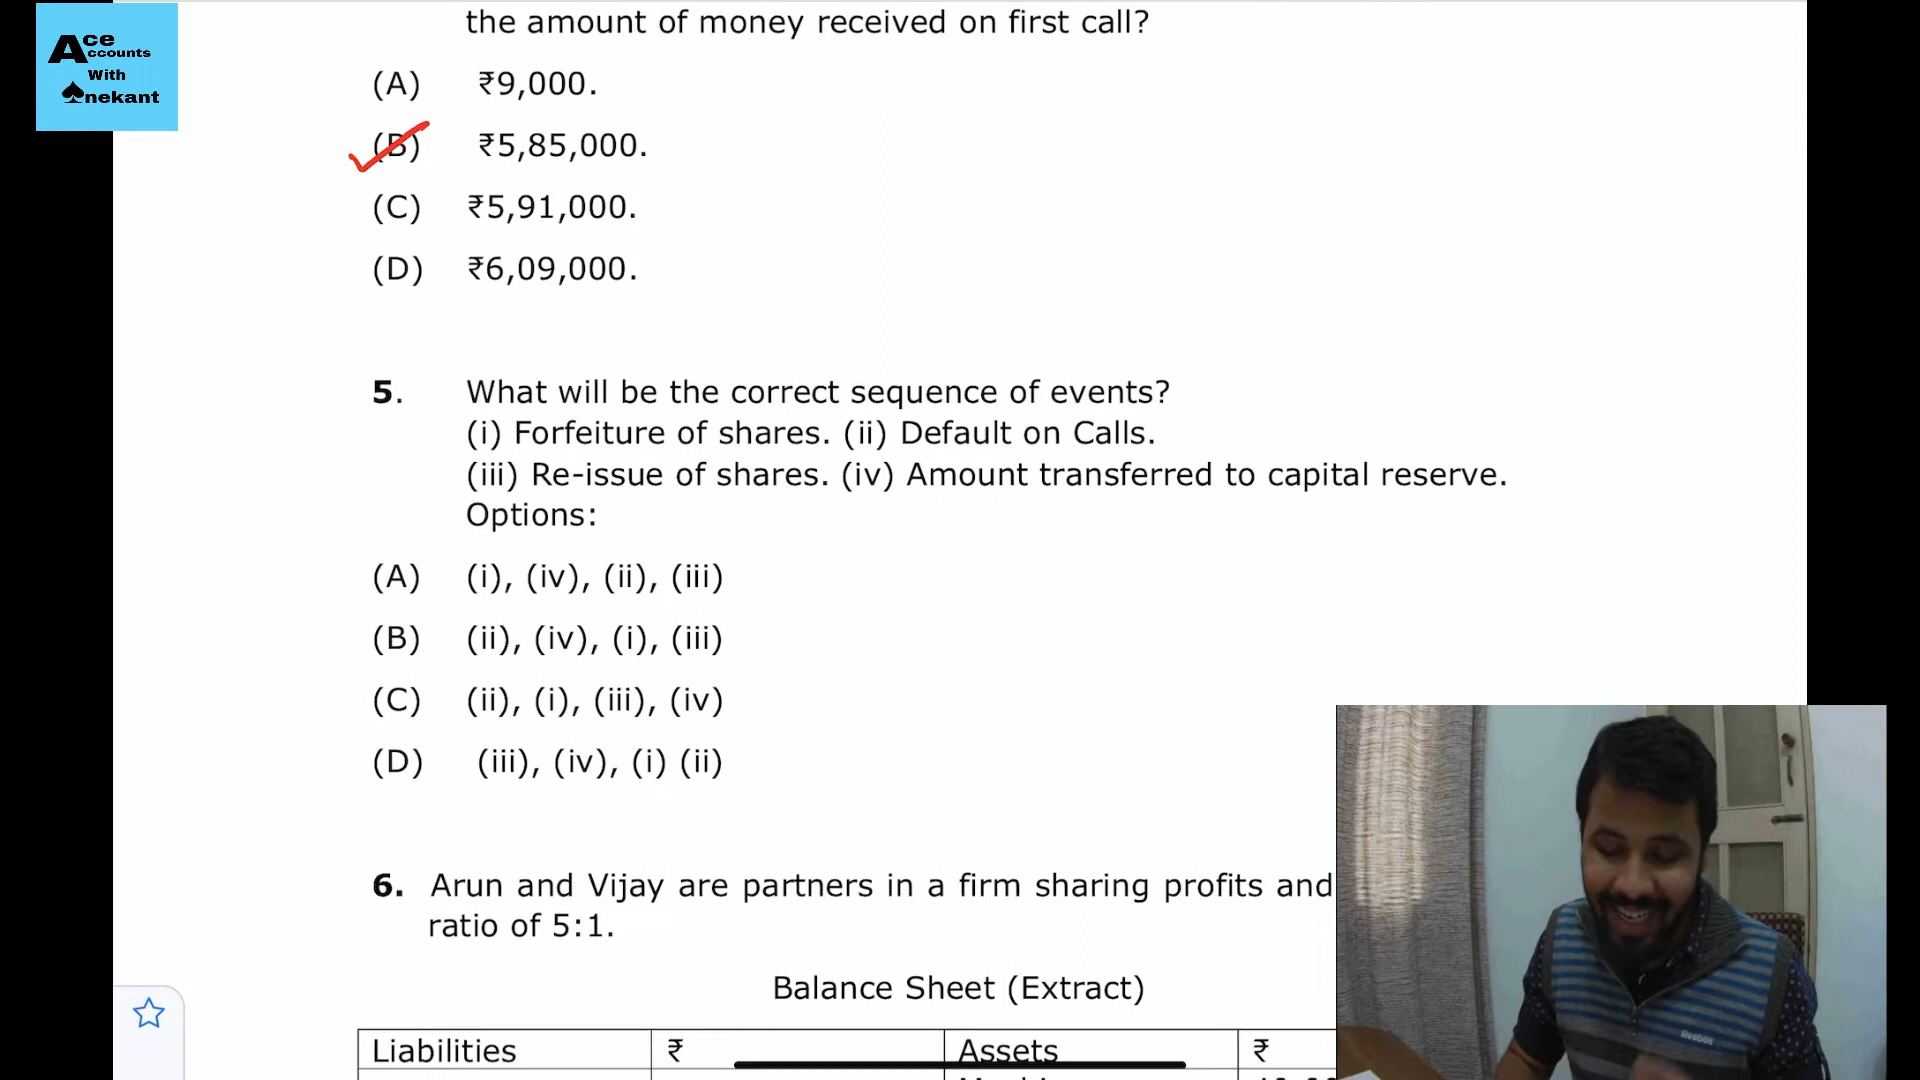 Ace
Accounts
With
Anekant
the amount of money received on first call?
(A) ₹9,000.
(B) ₹5,85,000.
(C) ₹5,91,000.
(D) ₹6,09,000.
5. What will be the correct sequence of events?
(i) Forfeiture of shares. (ii) Default on Calls.
(iii) Re-issue of shares. (iv) Amount transferred to capital reserve.
Options:
(A) (i), (iv), (ii), (iii)
(B) (ii), (iv), (i), (iii)
(C) (ii), (i), (iii), (iv)
(D) (iii), (iv), (i) (ii)
6. Arun and Vijay are partners in a firm sharing profits and
ratio of 5:1.
Balance Sheet (Extract)
Liabilities ₹ Assets ₹
Reebok